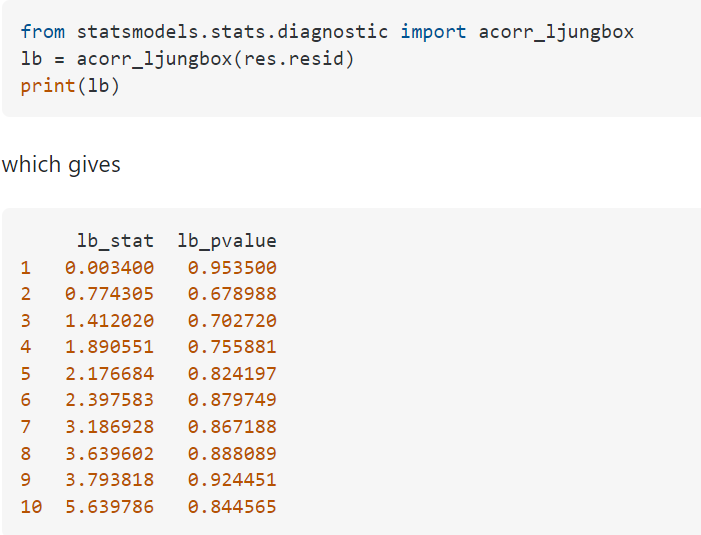 from statsmodels.stats.diagnostic import acorr_ljungbox
lb = acorr_ljungbox(res.resid)
print(lb)
which gives
lb_stat lb_pvalue
1 0.003400 0.953500
2 0.774305 0.678988
3 1.412020 0.702720
4 1.890551 0.755881
5 2.176684 0.824197
6 2.397583 0.879749
7 3.186928 0.867188
8 3.639602 0.888089
9 3.793818 0.924451
10 5.639786 0.844565